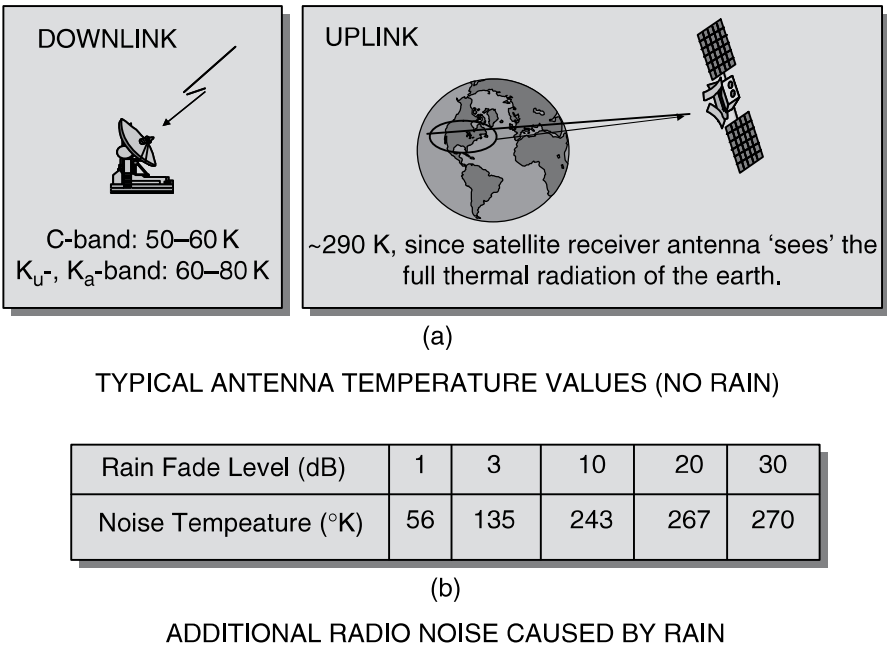 DOWNLINK
C-band: 50–60 K
Ku-, Ka-band: 60–80 K
UPLINK
~290 K, since satellite receiver antenna ‘sees’ the
full thermal radiation of the earth.
(a)
TYPICAL ANTENNA TEMPERATURE VALUES (NO RAIN)
Rain Fade Level (dB) 1 3 10 20 30
Noise Tempeature (°K) 56 135 243 267 270
(b)
ADDITIONAL RADIO NOISE CAUSED BY RAIN